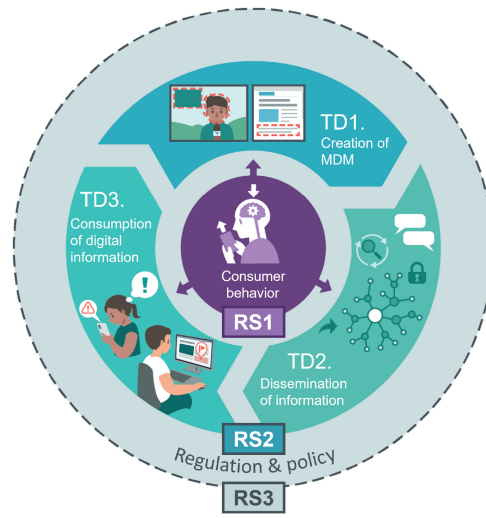 TD1.
Creation of
MDM
TD3.
Consumption
of digital
information
Consumer
behavior
RS1
TD2.
Dissemination
of information
RS2
Regulation & policy
RS3